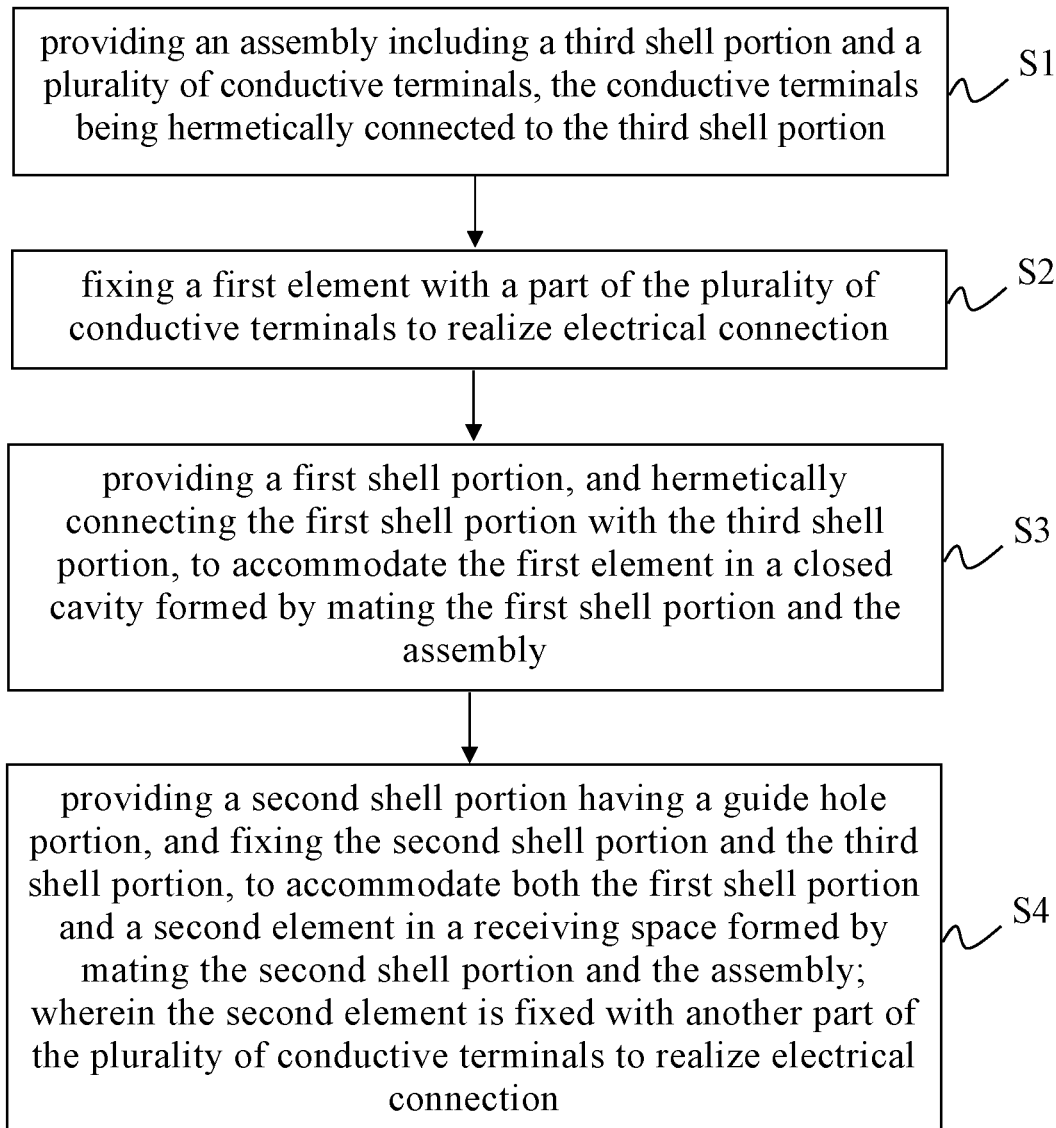 providing an assembly including a third shell portion and a
plurality of conductive terminals, the conductive terminals
being hermetically connected to the third shell portion
S1
fixing a first element with a part of the plurality of
conductive terminals to realize electrical connection
S2
providing a first shell portion, and hermetically
connecting the first shell portion with the third shell
portion, to accommodate the first element in a closed
cavity formed by mating the first shell portion and the
assembly
S3
providing a second shell portion having a guide hole
portion, and fixing the second shell portion and the third
shell portion, to accommodate both the first shell portion
and a second element in a receiving space formed by
mating the second shell portion and the assembly;
wherein the second element is fixed with another part of
the plurality of conductive terminals to realize electrical
connection
S4